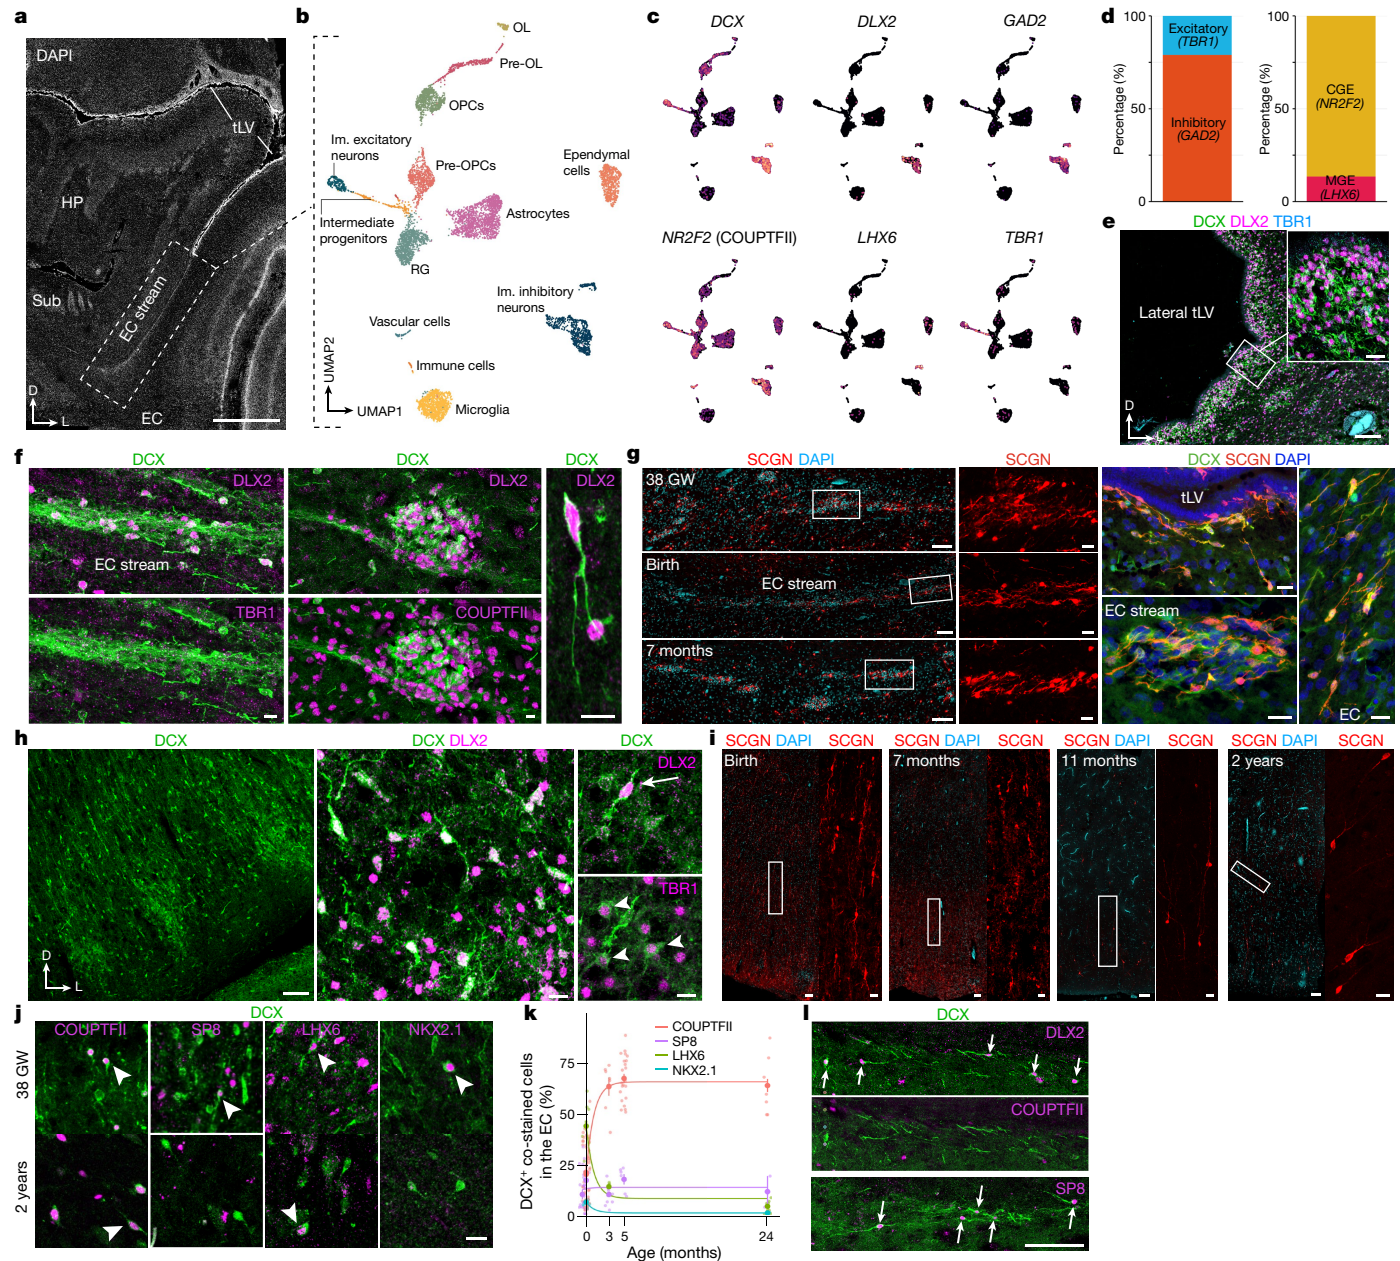 a
DAPI
tLV
HP
Sub
EC stream
EC
D
L
b
OL
Pre-OL
OPCs
Im. excitatory
neurons
Pre-OPCs
Ependymal
cells
Astrocytes
Intermediate
progenitors
RG
Im. inhibitory
neurons
Vascular cells
Immune cells
Microglia
UMAP2
UMAP1
c
DCX
DLX2
GAD2
NR2F2 (COUPTFII)
LHX6
TBR1
d
Percentage (%)
100
50
0
Excitatory
(TBR1)
Inhibitory
(GAD2)
Percentage (%)
100
50
0
CGE
(NR2F2)
MGE
(LHX6)
e
DCX DLX2 TBR1
Lateral tLV
D
L
f
DCX
DLX2
EC stream
TBR1
DCX
DLX2
COUPTFII
DCX
DLX2
g
SCGN DAPI
SCGN
38 GW
Birth
EC stream
7 months
DCX SCGN DAPI
tLV
EC stream
EC
h
DCX
D
L
DCX DLX2
DCX
DLX2
TBR1
i
SCGN DAPI
SCGN
Birth
SCGN DAPI
SCGN
7 months
SCGN DAPI
SCGN
11 months
SCGN DAPI
SCGN
2 years
j
DCX
COUPTFII
SP8
LHX6
NKX2.1
38 GW
2 years
k
DCX+ co-stained cells
in the EC (%)
75
50
25
0
COUPTFII
SP8
LHX6
NKX2.1
0
3
5
24
Age (months)
l
DCX
DLX2
COUPTFII
SP8